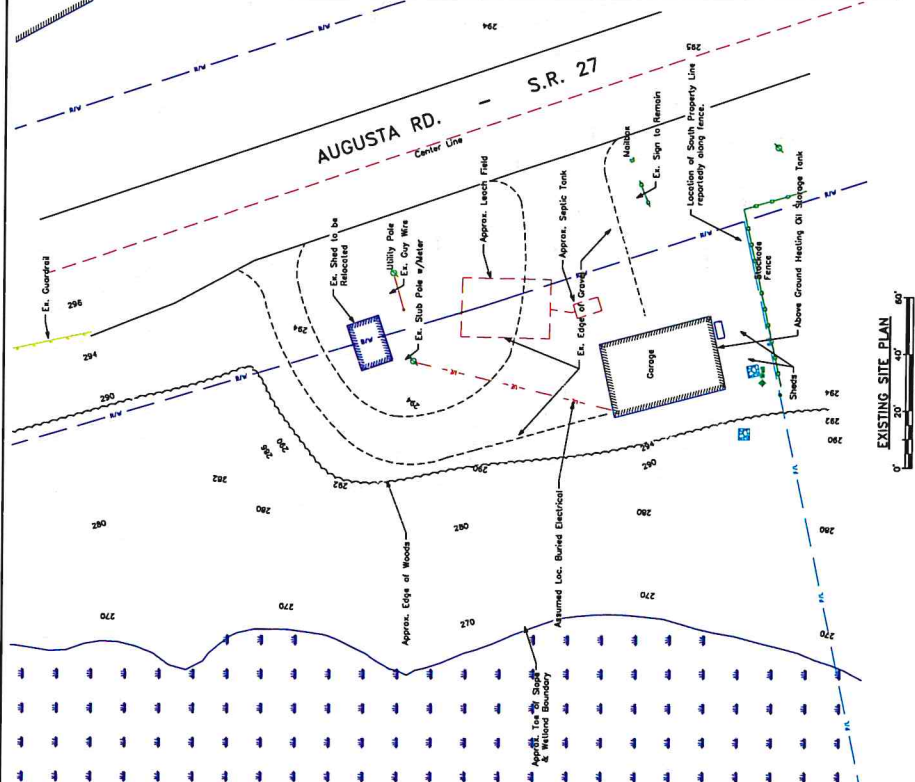 294
R/W
R/W
R/W
295
AUGUSTA RD. - S.R. 27
Center Line
Ex. Guardrail
296
294
290
R/W
R/W
Ex. Shed to be
Relocated
294
R/W
Utility Pole
Ex. Guy Wire
Ex. Stub Pole w/Meter
294
Approx. Leach Field
Approx. Septic Tank
Ex. Edge of Gravel
Mailbox
Ex. Sign to Remain
Location of South Property Line
reportedly along fence.
R/W
R/W
Stockade
Fence
Above Ground Heating Oil Storage Tank
Garage
Sheds
294
292
290
294
290
290
292
290
286
282
280
280
280
280
280
Approx. Edge of Woods
Assumed Loc. Buried Electrical
270
270
270
270
270
Approx. Toe of Slope
& Wetland Boundary
EXISTING SITE PLAN
0' 20' 40' 60'